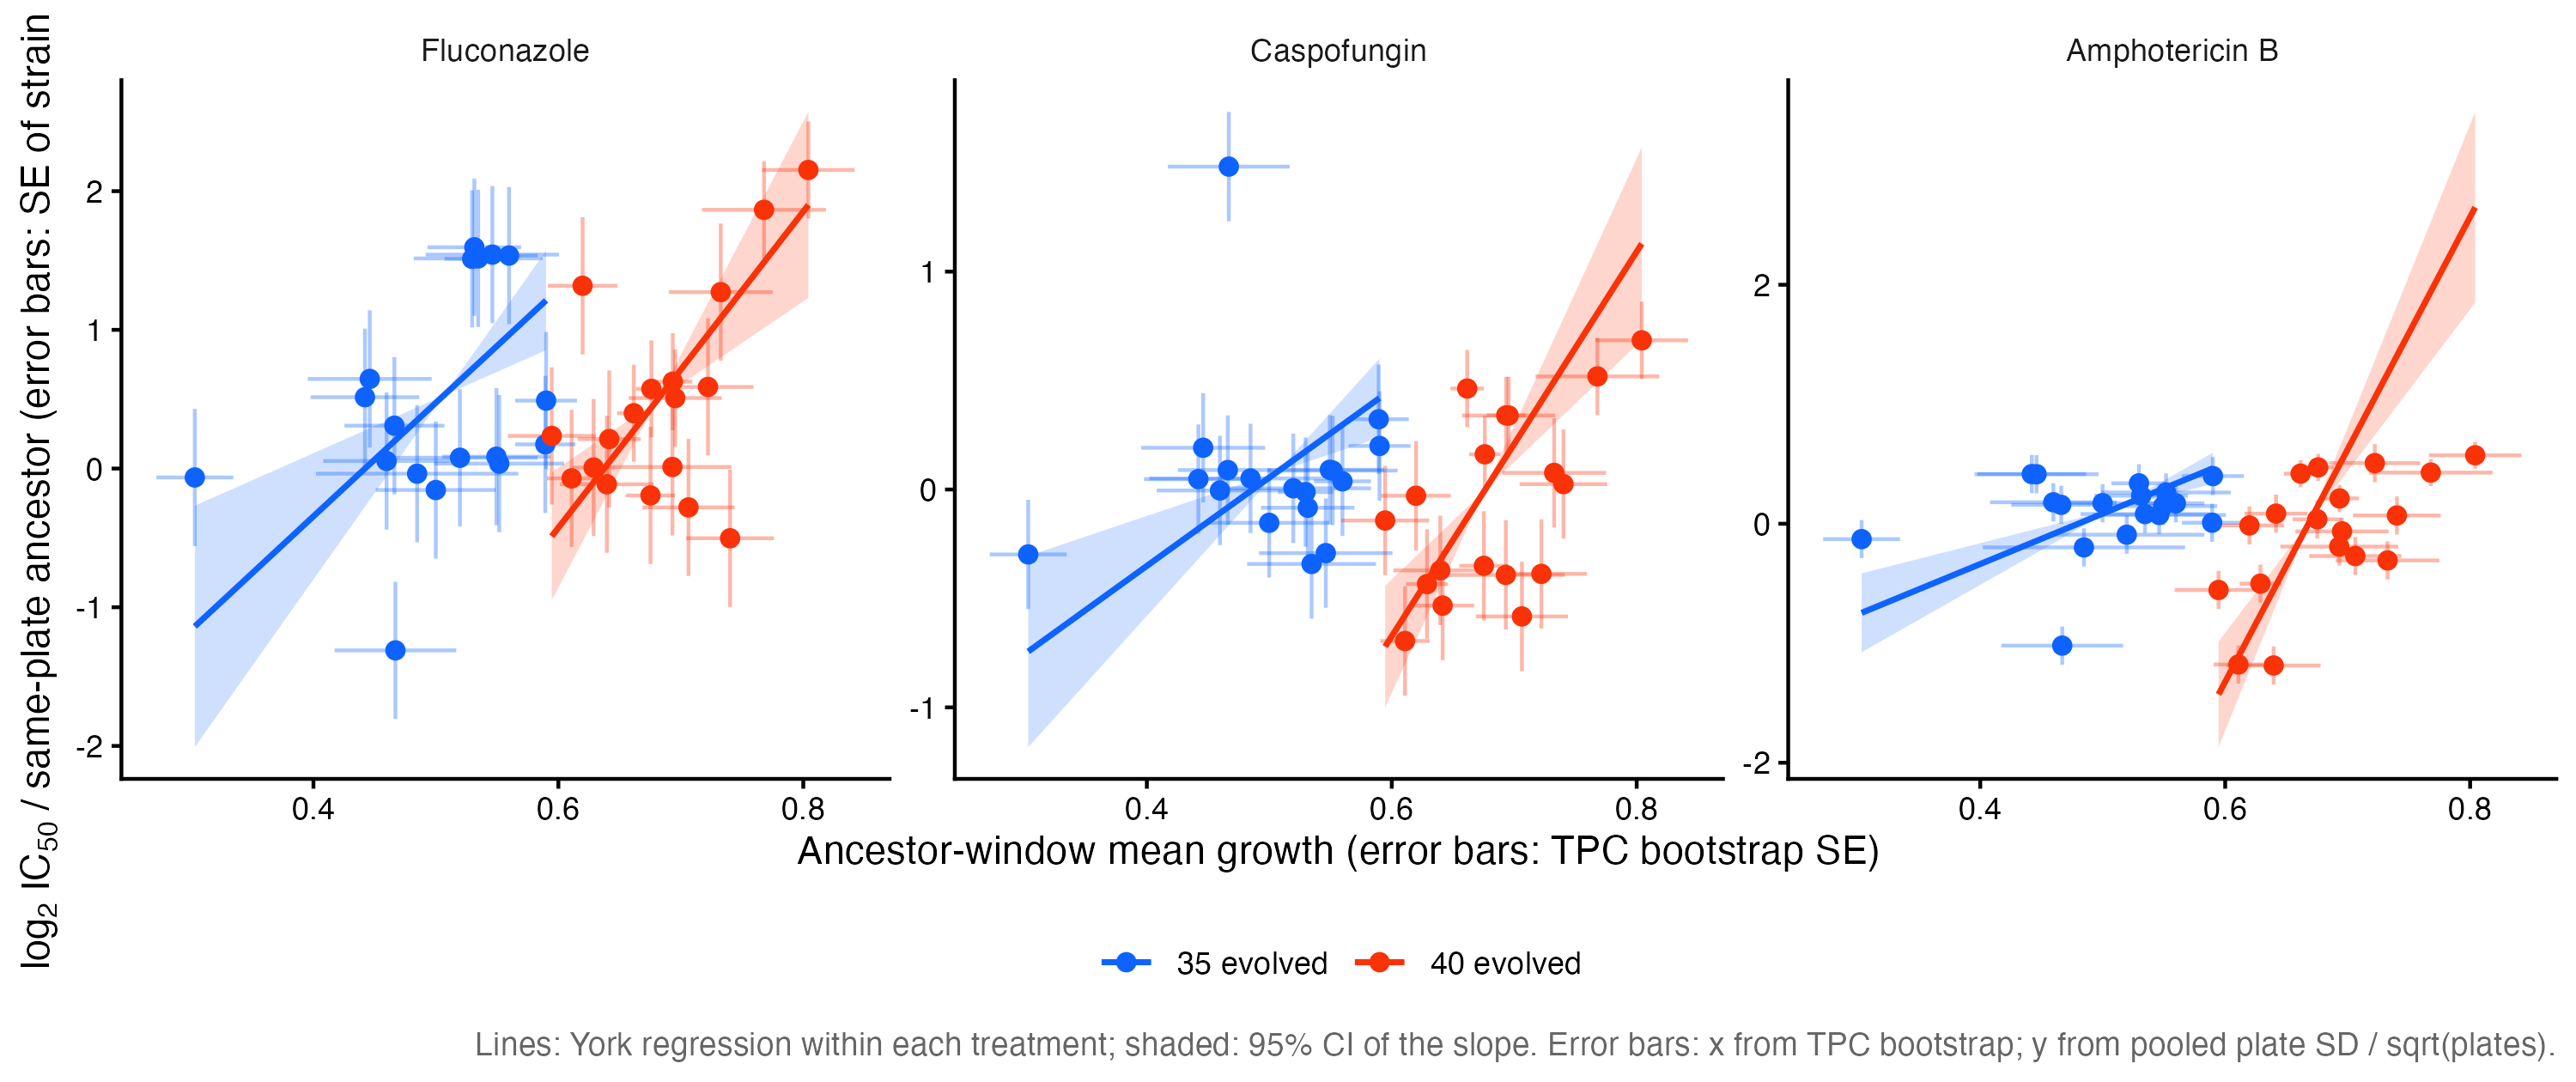 Fluconazole
Caspofungin
Amphotericin B
log2 IC50 / same-plate ancestor (error bars: SE of strain
2
1
0
-1
-2
1
0
-1
2
0
-2
0.4 0.6 0.8
0.4 0.6 0.8
0.4 0.6 0.8
Ancestor-window mean growth (error bars: TPC bootstrap SE)
35 evolved
40 evolved
Lines: York regression within each treatment; shaded: 95% CI of the slope. Error bars: x from TPC bootstrap; y from pooled plate SD / sqrt(plates).